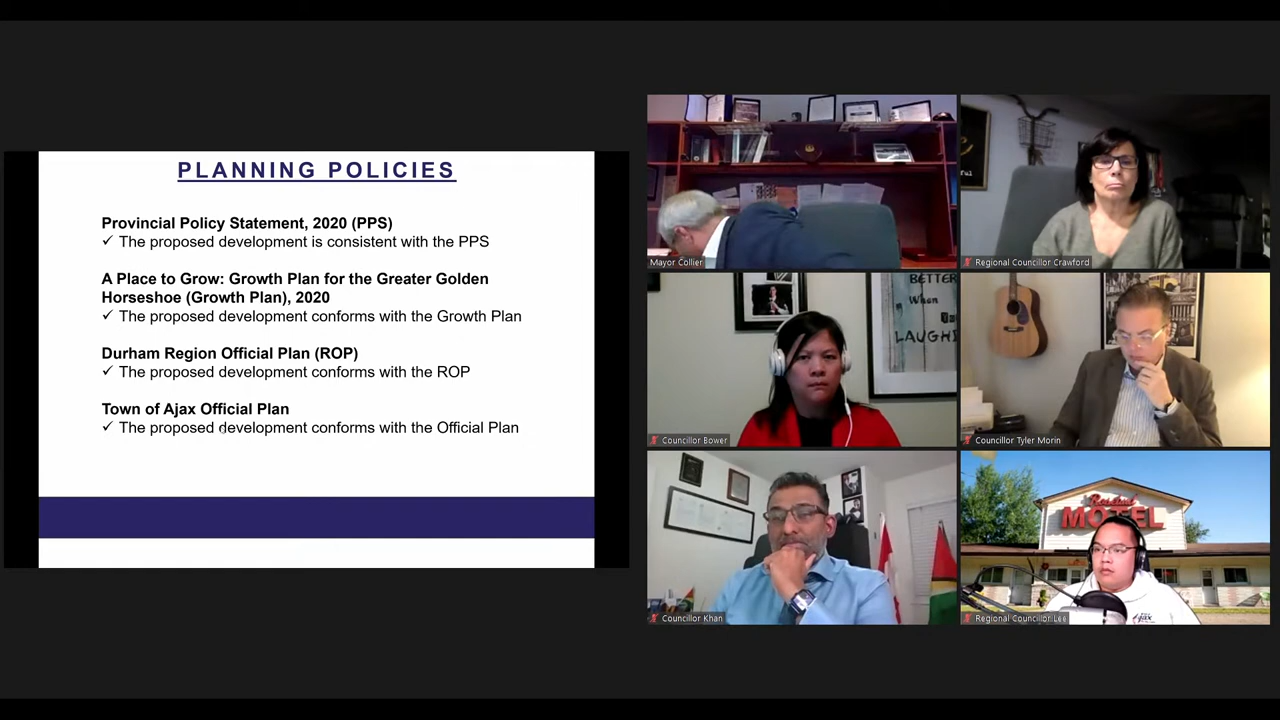 PLANNING POLICIES
Provincial Policy Statement, 2020 (PPS)
✓ The proposed development is consistent with the PPS
A Place to Grow: Growth Plan for the Greater Golden
Horseshoe (Growth Plan), 2020
✓ The proposed development conforms with the Growth Plan
Durham Region Official Plan (ROP)
✓ The proposed development conforms with the ROP
Town of Ajax Official Plan
✓ The proposed development conforms with the Official Plan
Mayor Collier
ful
Regional Councillor Crawford
BETTER
When
LAUGHI
Councillor Bower
Councillor Tyler Morin
Councillor Khan
MOTEL
ajax
Regional Councillor Lee